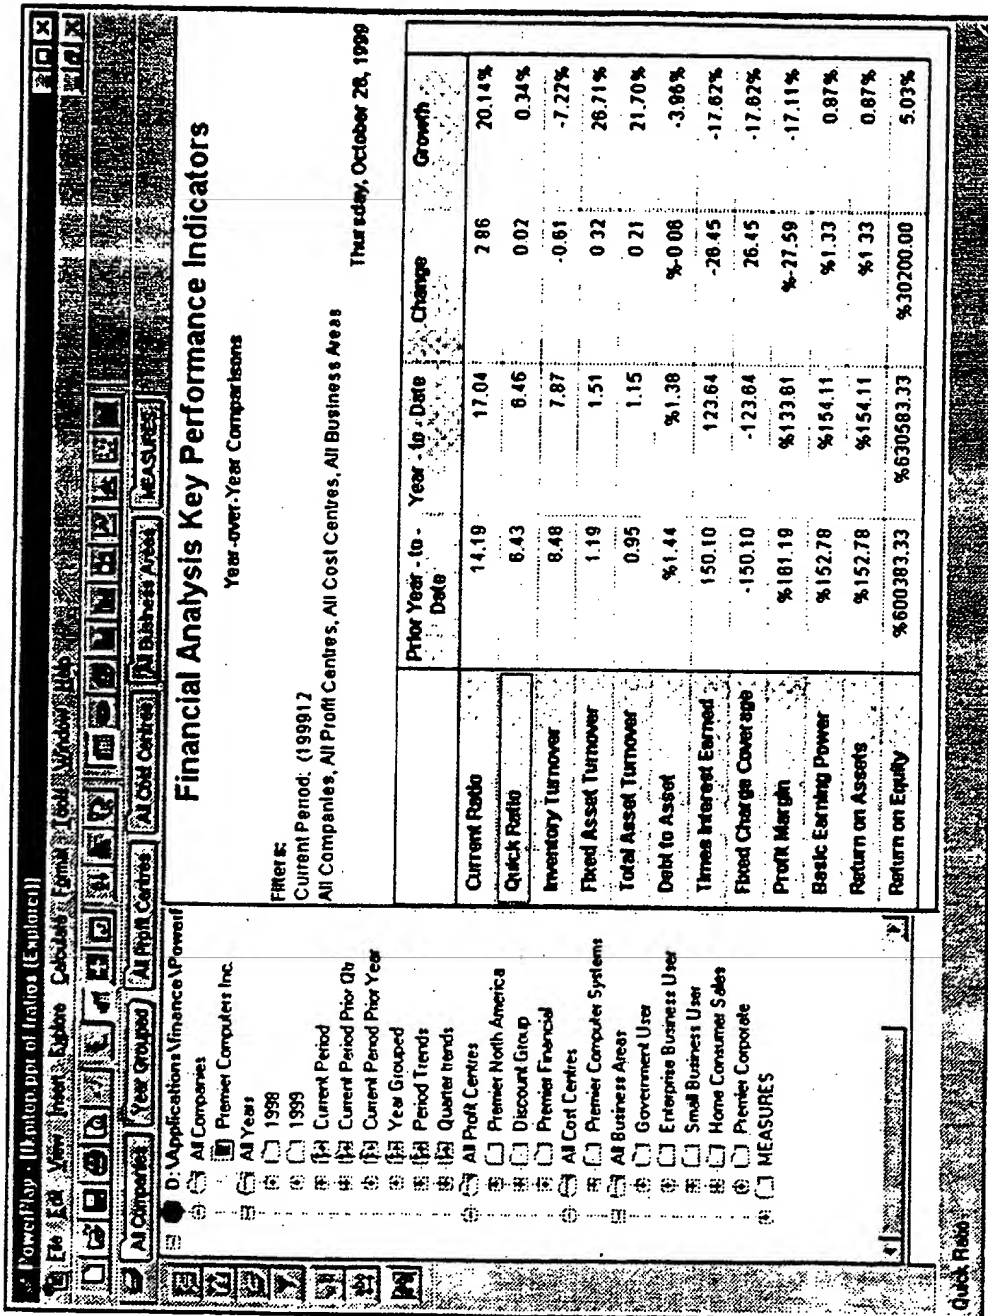 PowerPlay - [D.ptopt.ppt of fratios (Explorer)]
File Edit View Insert Explore Calculate Format Tools Window Help
All Companies Year Grouped All Profit Centres All Cost Centres All Business Areas MEASURES
D:\Applications\finance\Powerf
All Companies
Premier Computers Inc.
All Years
1998
1999
Current Period
Current Period Prior Qtr
Current Period Prior Year
Year Grouped
Period Trends
Quarter trends
All Profit Centres
Premier North America
Discount Group
Premier Financial
All Cost Centres
Premier Computer Systems
All Business Areas
Government User
Enterprise Business User
Small Business User
Home Consumer Sales
Premier Corporate
MEASURES
Financial Analysis Key Performance Indicators
Year-over-Year Comparisons
Thursday, October 28, 1999
Filters:
Current Period: (199912
All Companies, All Profit Centres, All Cost Centres, All Business Areas
Prior Year - to - Date Year - to - Date Change Growth
Current Ratio 14.19 17.04 2.86 20.14%
Quick Ratio 6.43 6.46 0.02 0.34%
Inventory Turnover 8.48 7.87 -0.61 -7.22%
Fixed Asset Turnover 1.19 1.51 0.32 26.71%
Total Asset Turnover 0.95 1.15 0.21 21.70%
Debt to Asset %1.44 %1.38 %-0.06 -3.96%
Times Interest Earned 150.10 123.64 -26.45 -17.62%
Fixed Charge Coverage -150.10 -123.64 26.45 -17.62%
Profit Margin %161.19 %133.61 %-27.59 -17.11%
Basic Earning Power %152.78 %154.11 %1.33 0.87%
Return on Assets %152.78 %154.11 %1.33 0.87%
Return on Equity %600383.33 %630583.33 %30200.00 5.03%
Quick Ratio